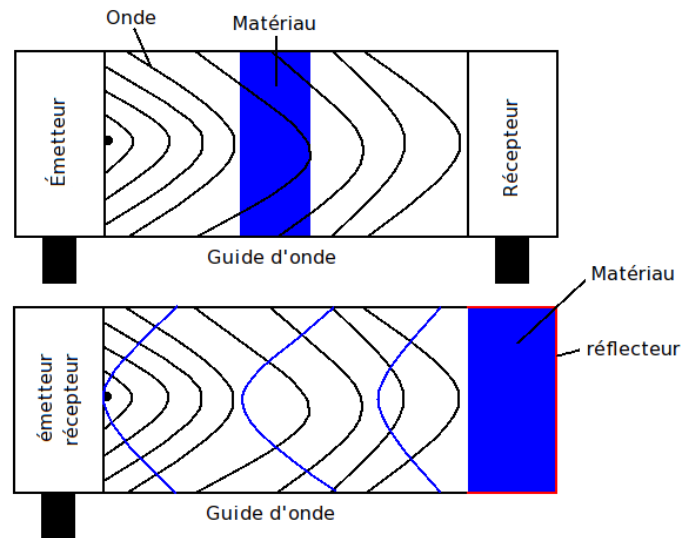 Onde
Matériau
Émetteur
Récepteur
Guide d'onde
Matériau
réflecteur
émetteur
récepteur
Guide d'onde